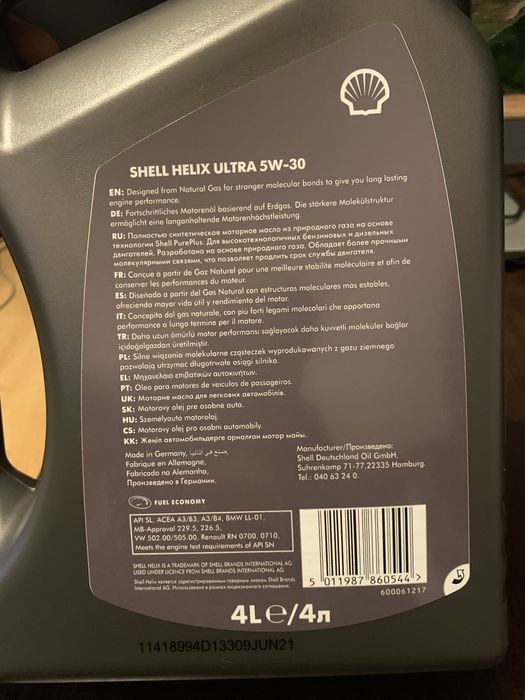 SHELL HELIX ULTRA 5W-30
EN: Designed from Natural Gas for stronger molecular bonds to give you long lasting
engine performance.
DE: Fortschrittliches Motorenöl basierend auf Erdgas. Die stärkere Molekülstruktur
ermöglicht eine langanhaltende Motorenhöchstleistung.
RU: Полностью синтетическое моторное масло из природного газа на основе
технологии Shell PurePlus. Для высокотехнологичных бензиновых и дизельных
двигателей. Разработано на основе природного газа. Обладает более прочными
молекулярными связями, что позволяет продлить срок службы двигателя.
FR: Conçue a partir de Gaz Naturel pour une meilleure stabilité moleculaire et afin de
conserver les performances du moteur.
ES: Diseñado a partir del Gas Natural con estructuras moleculares más estables,
ofreciendo mayor vida útil y rendimiento del motor.
IT: Concepito dal gas naturale, con più forti legami molecolari che apportano
performance a lungo termine per il motore.
TR: Daha uzun ömürlü motor performansı sağlayacak daha kuvvetli moleküler bağlar
için doğalgazdan üretilmiştir.
PL: Silne wiązania molekularne cząsteczek wyprodukowanych z gazu ziemnego
pozwalają utrzymać długotrwałe osiągi silnika.
EL: Μηχανέλαιο επιβατικών αυτοκινήτων.
PT: Óleo para motores de veículos de passageiros.
UK: Моторне масло для легкових автомобілів.
SK: Motorový olej pre osobné autá.
HU: Személyautó motorolaj.
CS: Motorový olej pro osobní automobily.
KK: Жеңіл автомобильдерге арналған мотор майы.
Made in Germany, صنع في ألمانيا,
Fabriqué en Allemagne,
Fabricado na Alemanha,
Произведено в Германии.
Manufacturer/Произведено:
Shell Deutschland Oil GmbH,
Suhrenkamp 71-77,22335 Hamburg.
Tel.: 040 63 24 0.
FUEL ECONOMY
API SL, ACEA A3/B3, A3/B4, BMW LL-01,
MB-Approval 229.5, 226.5,
VW 502.00/505.00, Renault RN 0700, 0710,
Meets the engine test requirements of API SN
SHELL HELIX IS A TRADEMARK OF SHELL BRANDS INTERNATIONAL AG.
USED UNDER LICENCE FROM SHELL BRANDS INTERNATIONAL AG.
Shell Helix является зарегистрированным товарным знаком Shell Brands
International AG. Использовано в рамках лицензионного соглашения.
5 011987 860544 >
600061217
4L e/4л
11418994D13309JUN21